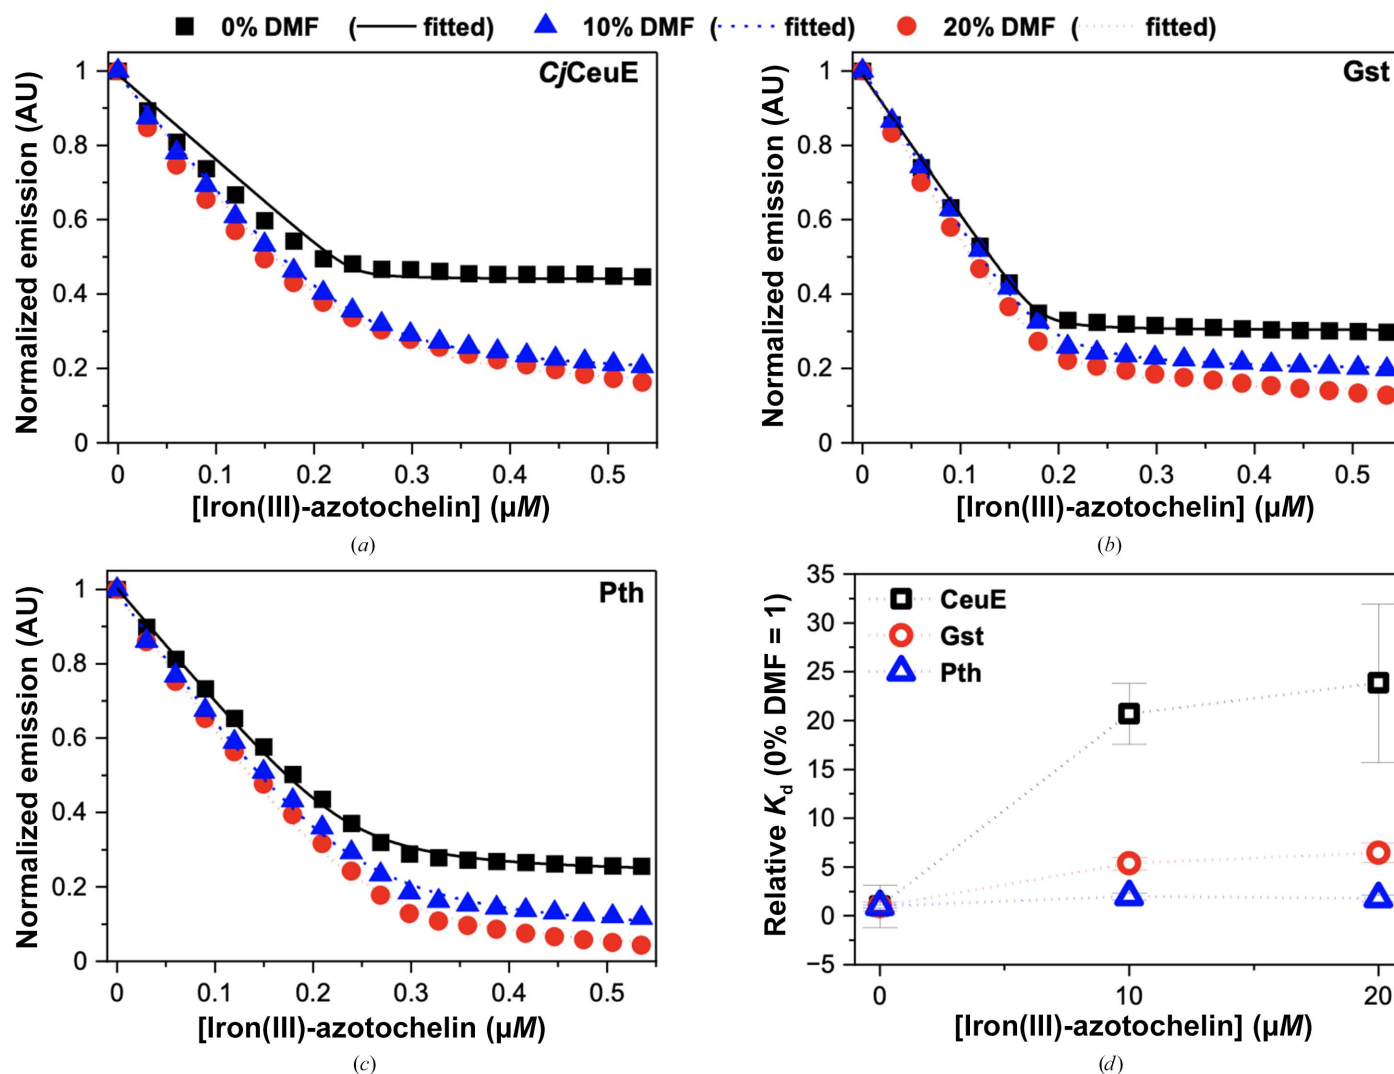 0% DMF (— fitted) 10% DMF (··· fitted) 20% DMF (····· fitted)
CjCeuE
Normalized emission (AU)
1
0.8
0.6
0.4
0.2
0
0 0.1 0.2 0.3 0.4 0.5
[Iron(III)-azotochelin] (µM)
(a)
Gst
Normalized emission (AU)
1
0.8
0.6
0.4
0.2
0
0 0.1 0.2 0.3 0.4 0.5
[Iron(III)-azotochelin] (µM)
(b)
Pth
Normalized emission (AU)
1
0.8
0.6
0.4
0.2
0
0 0.1 0.2 0.3 0.4 0.5
[Iron(III)-azotochelin (µM)
(c)
CeuE
Gst
Pth
Relative Kd (0% DMF = 1)
35
30
25
20
15
10
5
0
−5
0 10 20
[Iron(III)-azotochelin] (µM)
(d)